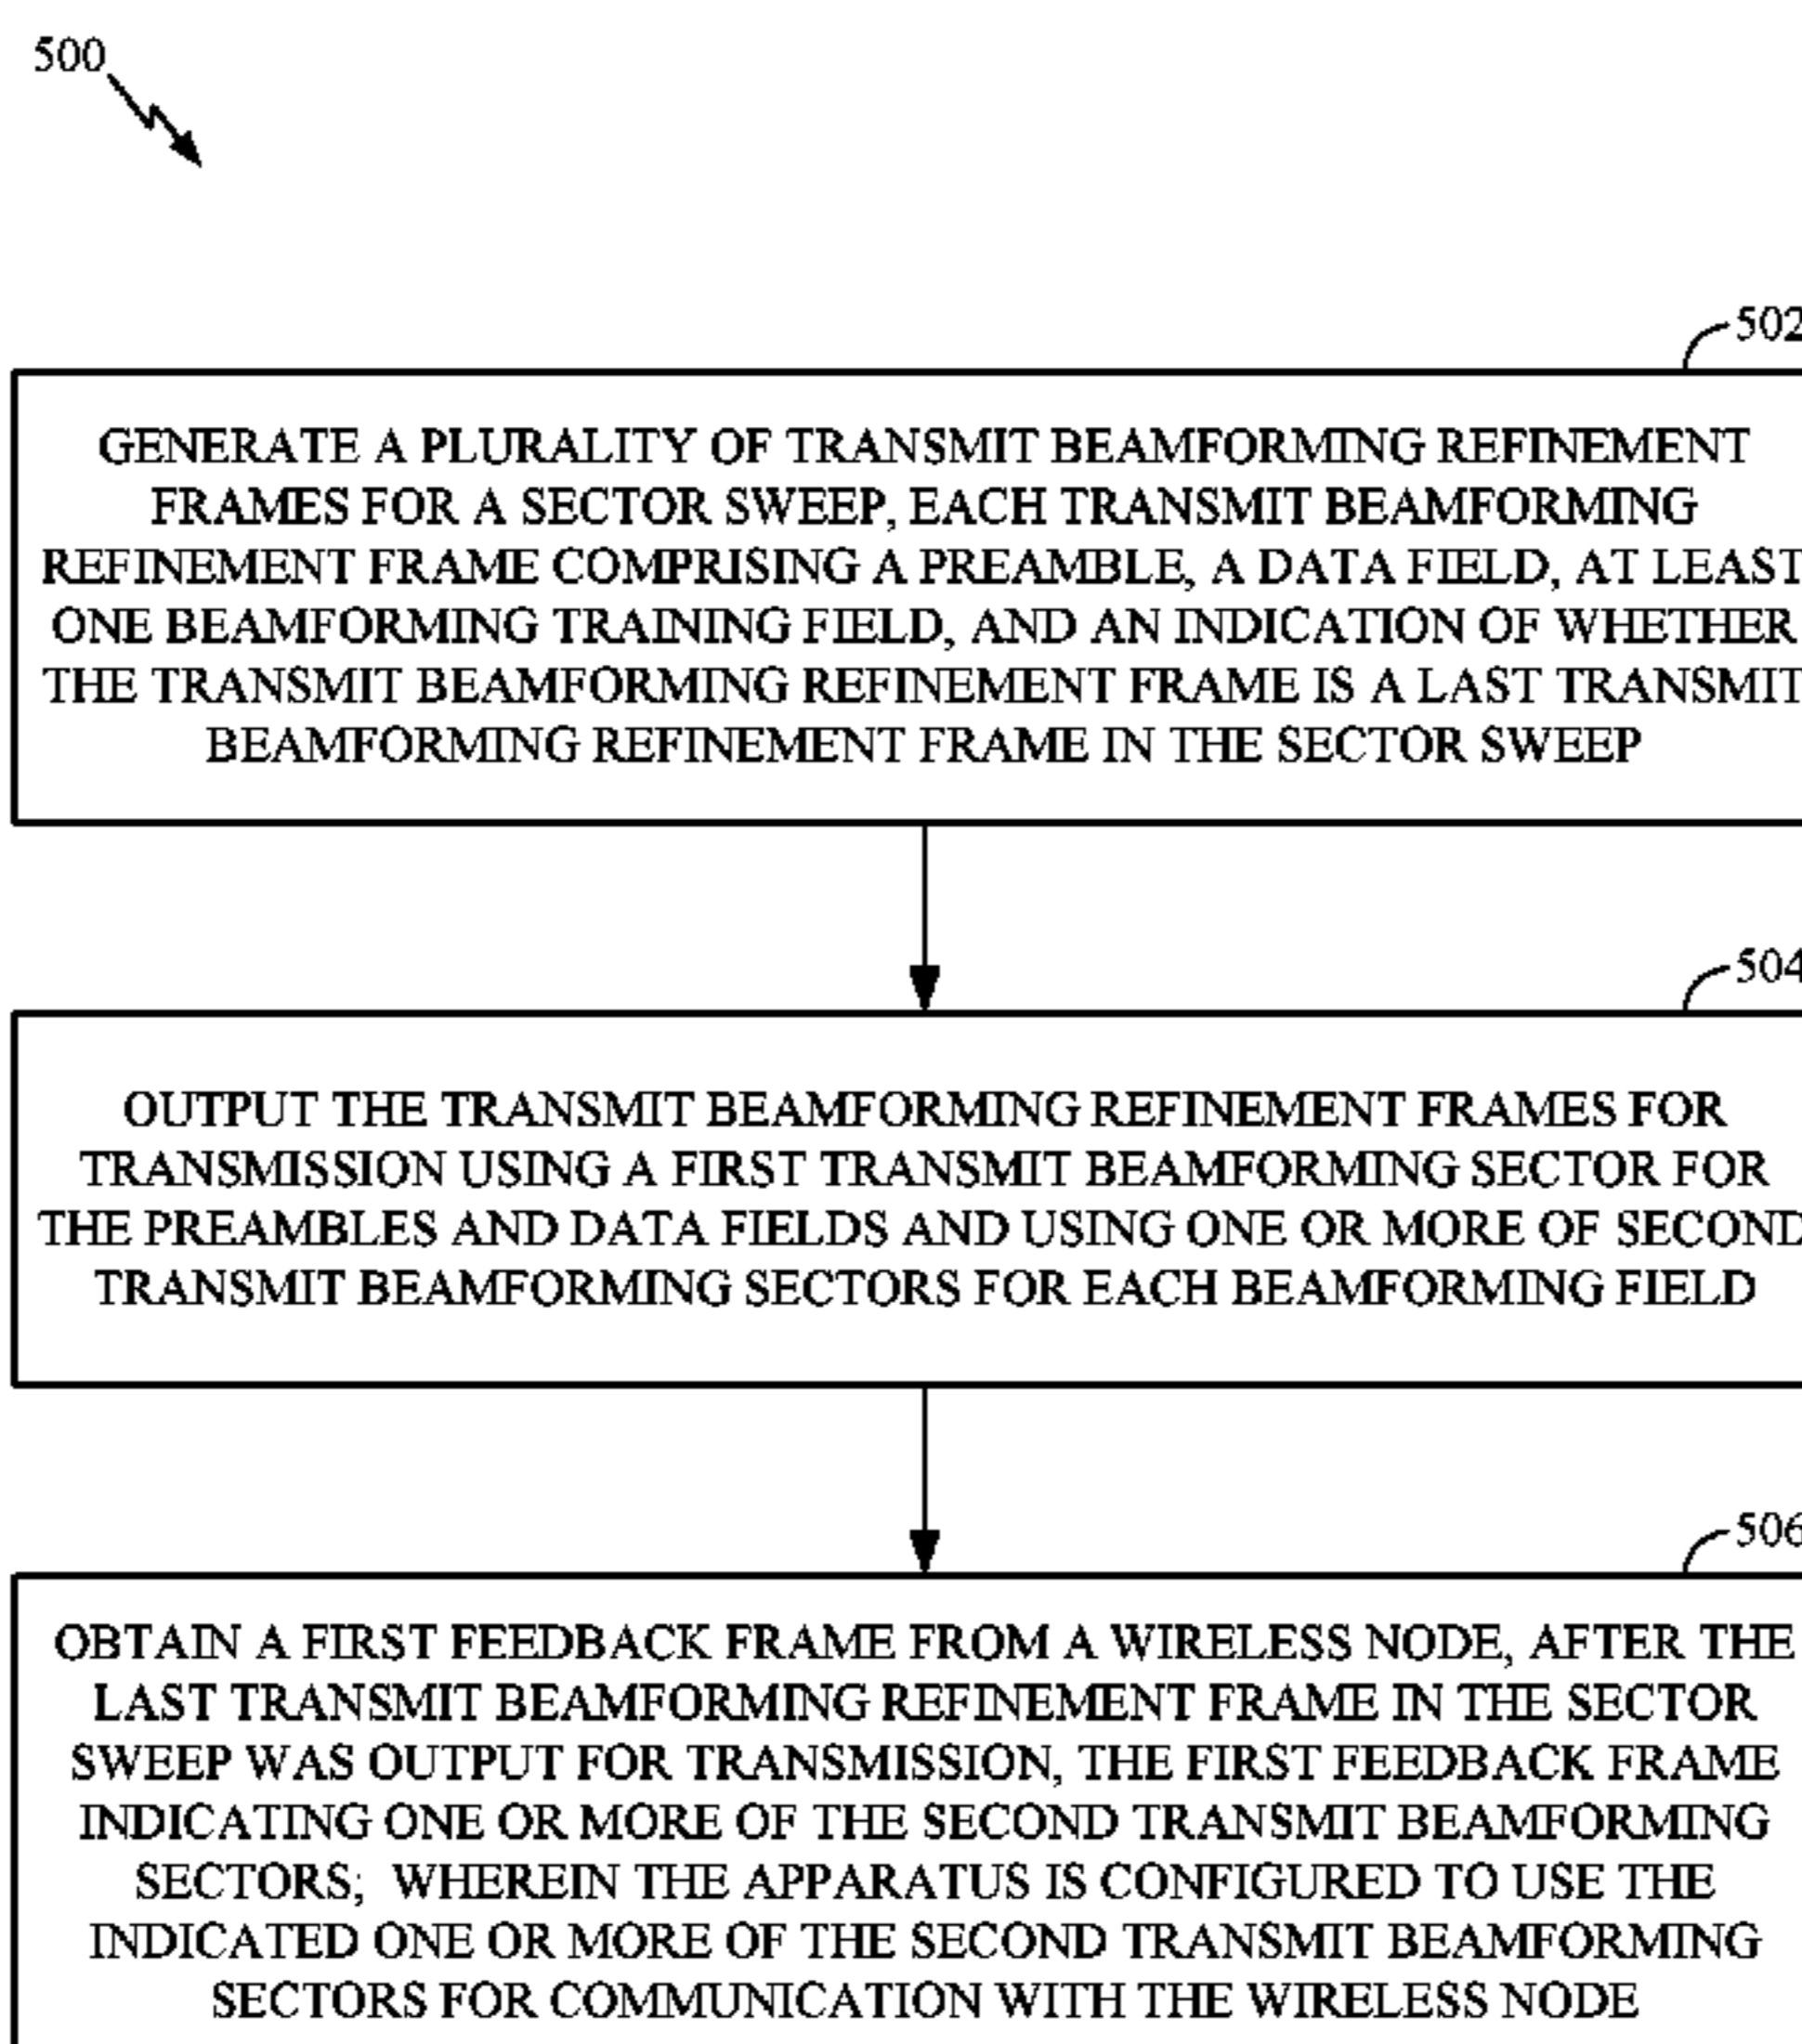 500
502
GENERATE A PLURALITY OF TRANSMIT BEAMFORMING REFINEMENT
FRAMES FOR A SECTOR SWEEP, EACH TRANSMIT BEAMFORMING
REFINEMENT FRAME COMPRISING A PREAMBLE, A DATA FIELD, AT LEAST
ONE BEAMFORMING TRAINING FIELD, AND AN INDICATION OF WHETHER
THE TRANSMIT BEAMFORMING REFINEMENT FRAME IS A LAST TRANSMIT
BEAMFORMING REFINEMENT FRAME IN THE SECTOR SWEEP
504
OUTPUT THE TRANSMIT BEAMFORMING REFINEMENT FRAMES FOR
TRANSMISSION USING A FIRST TRANSMIT BEAMFORMING SECTOR FOR
THE PREAMBLES AND DATA FIELDS AND USING ONE OR MORE OF SECOND
TRANSMIT BEAMFORMING SECTORS FOR EACH BEAMFORMING FIELD
506
OBTAIN A FIRST FEEDBACK FRAME FROM A WIRELESS NODE, AFTER THE
LAST TRANSMIT BEAMFORMING REFINEMENT FRAME IN THE SECTOR
SWEEP WAS OUTPUT FOR TRANSMISSION, THE FIRST FEEDBACK FRAME
INDICATING ONE OR MORE OF THE SECOND TRANSMIT BEAMFORMING
SECTORS; WHEREIN THE APPARATUS IS CONFIGURED TO USE THE
INDICATED ONE OR MORE OF THE SECOND TRANSMIT BEAMFORMING
SECTORS FOR COMMUNICATION WITH THE WIRELESS NODE